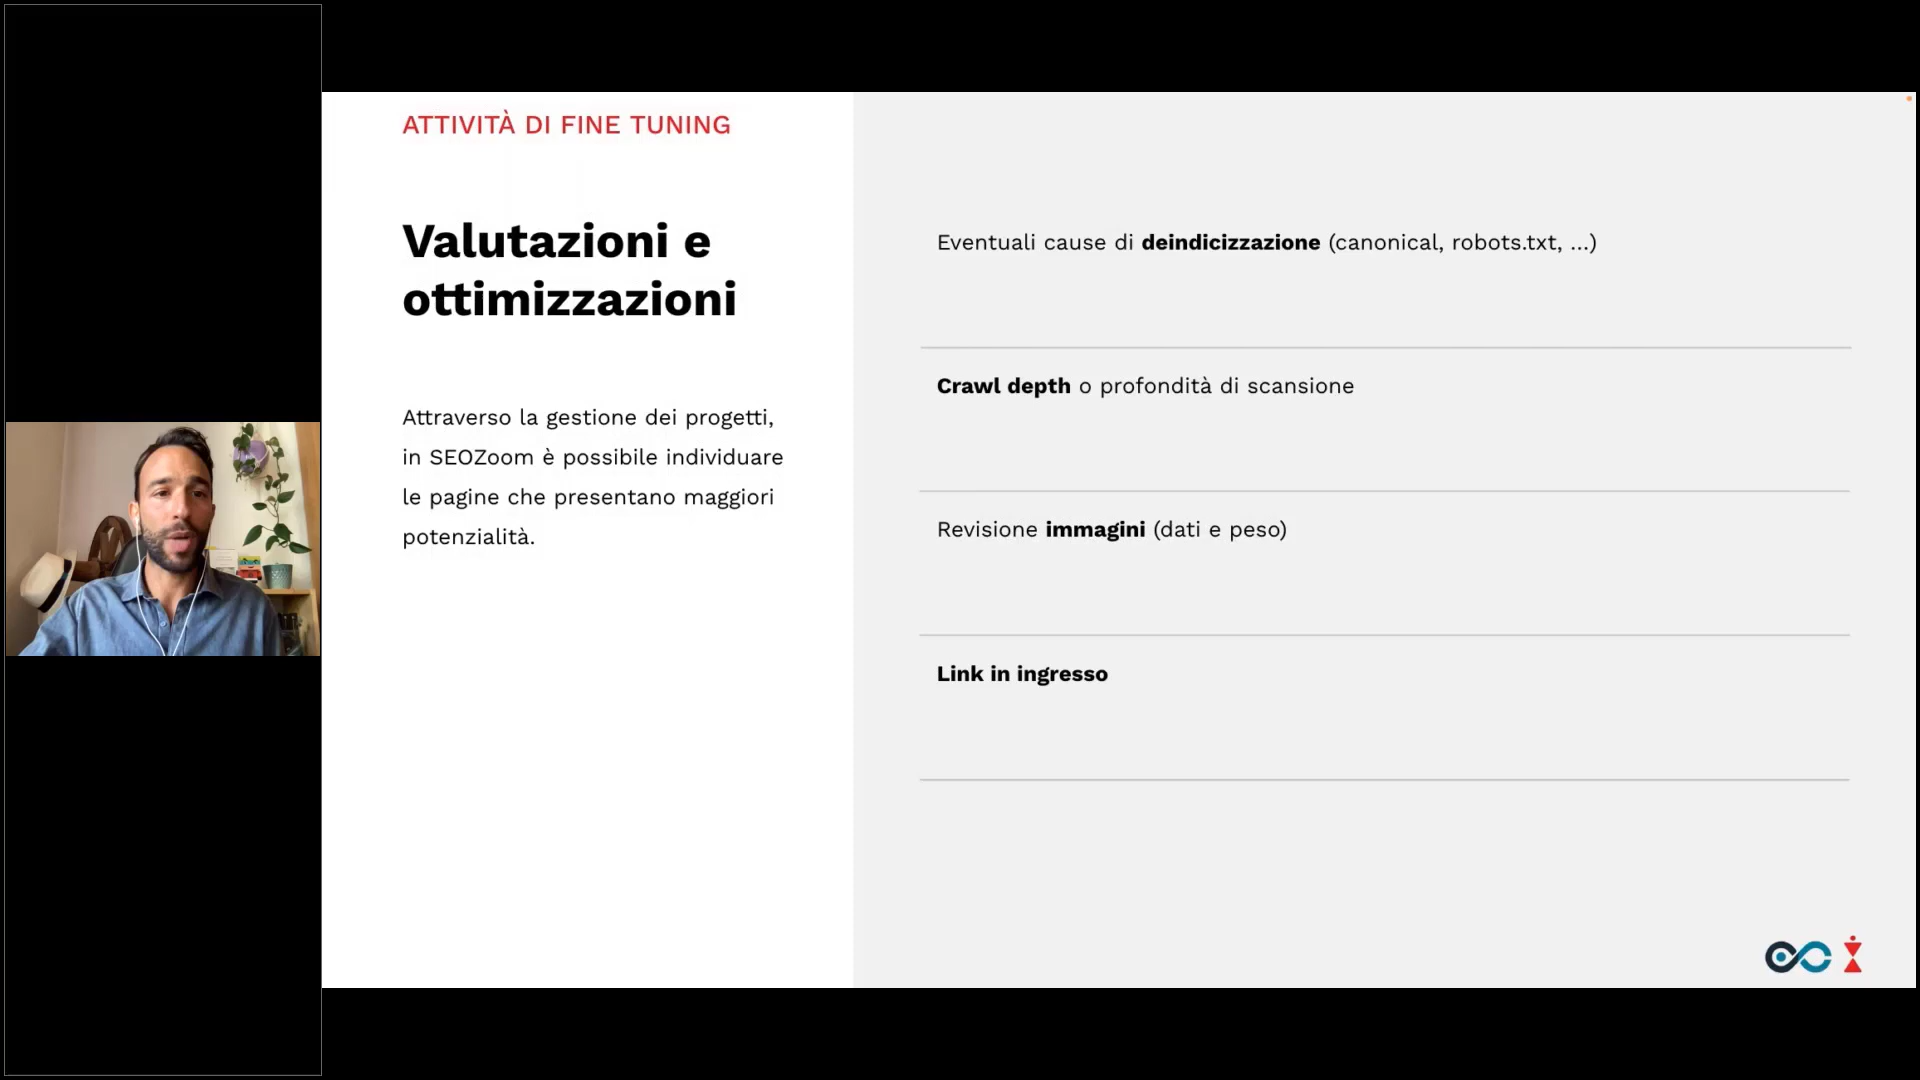 ATTIVITÀ DI FINE TUNING
Valutazioni e
ottimizzazioni
Attraverso la gestione dei progetti,
in SEOZoom è possibile individuare
le pagine che presentano maggiori
potenzialità.
Eventuali cause di deindicizzazione (canonical, robots.txt, ...)
Crawl depth o profondità di scansione
Revisione immagini (dati e peso)
Link in ingresso